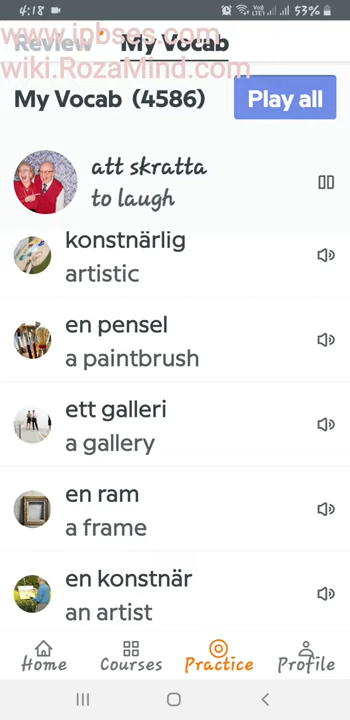 4:18
53%
www.ipbses.com
Review My Vocab
wiki.RozaMind.com
My Vocab (4586)
Play all
att skratta
to laugh
konstnärlig
artistic
en pensel
a paintbrush
ett galleri
a gallery
en ram
a frame
en konstnär
an artist
Home Courses Practice Profile